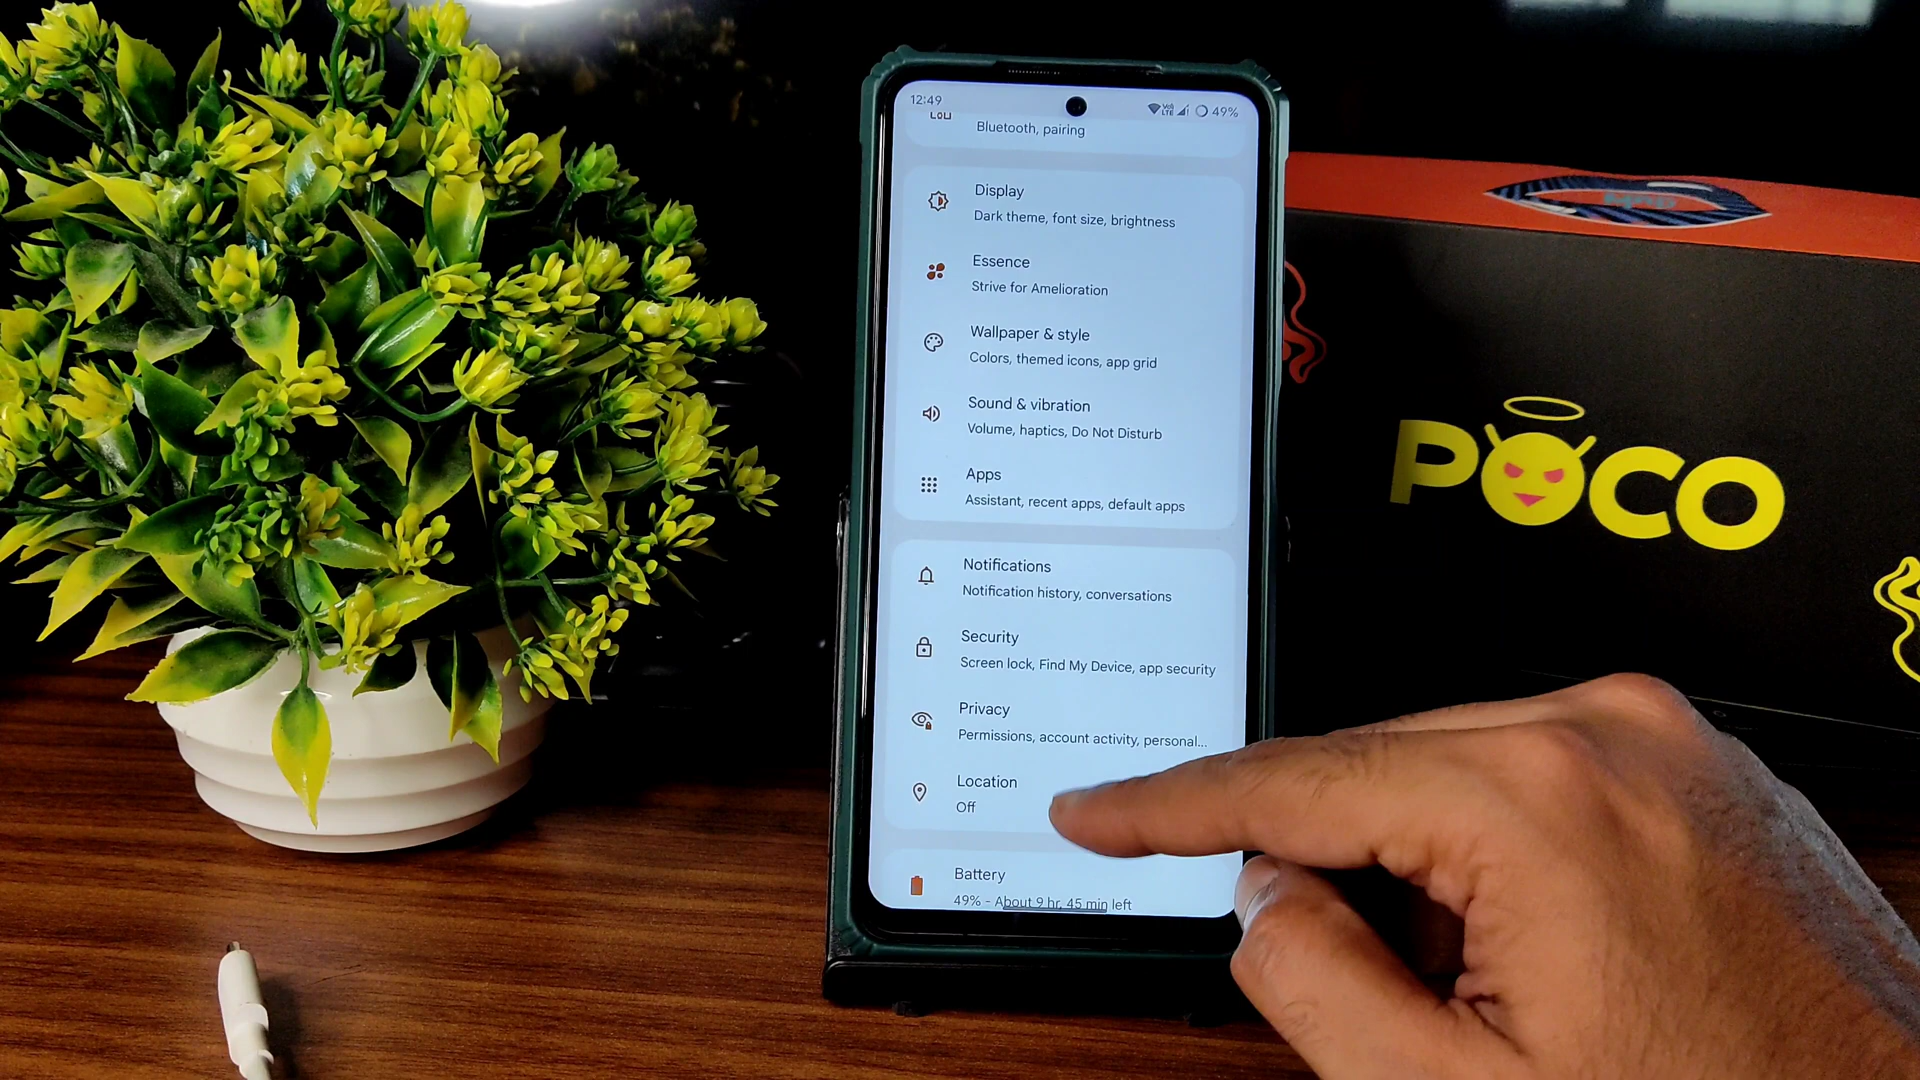 12:49
Vo) LTE 49%
Bluetooth, pairing
Display
Dark theme, font size, brightness
Essence
Strive for Amelioration
Wallpaper & style
Colors, themed icons, app grid
Sound & vibration
Volume, haptics, Do Not Disturb
Apps
Assistant, recent apps, default apps
Notifications
Notification history, conversations
Security
Screen lock, Find My Device, app security
Privacy
Permissions, account activity, personal...
Location
Off
Battery
49% - About 9 hr, 45 min left
POCO